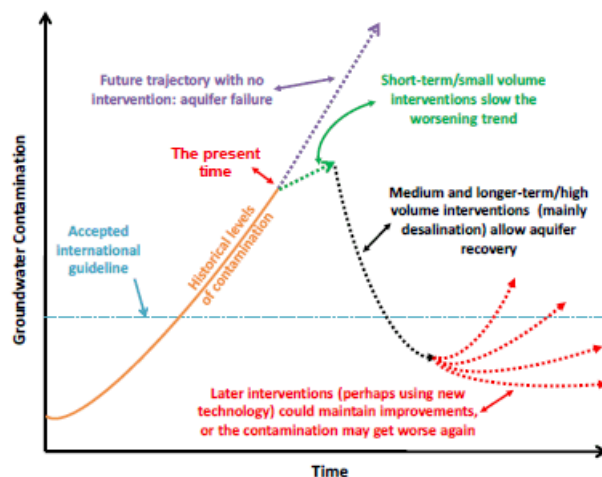 Future trajectory with no
intervention: aquifer failure
Short-term/small volume
interventions slow the
worsening trend
The present
time
Medium and longer-term/high
volume interventions (mainly
desalination) allow aquifer
recovery
Accepted
international
guideline
Historical levels
of contamination
Groundwater Contamination
Later interventions (perhaps using new
technology) could maintain improvements,
or the contamination may get worse again
Time